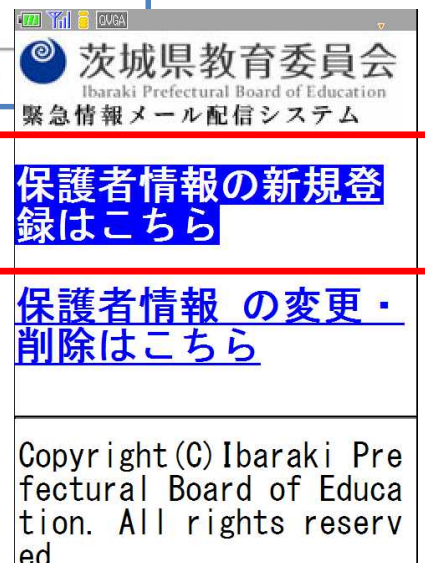 QVGA
茨城県教育委員会
Ibaraki Prefectural Board of Education
緊急情報メール配信システム
保護者情報の新規登
録はこちら
保護者情報 の変更・
削除はこちら
Copyright(C)Ibaraki Pre
fectural Board of Educa
tion. All rights reserv
ed